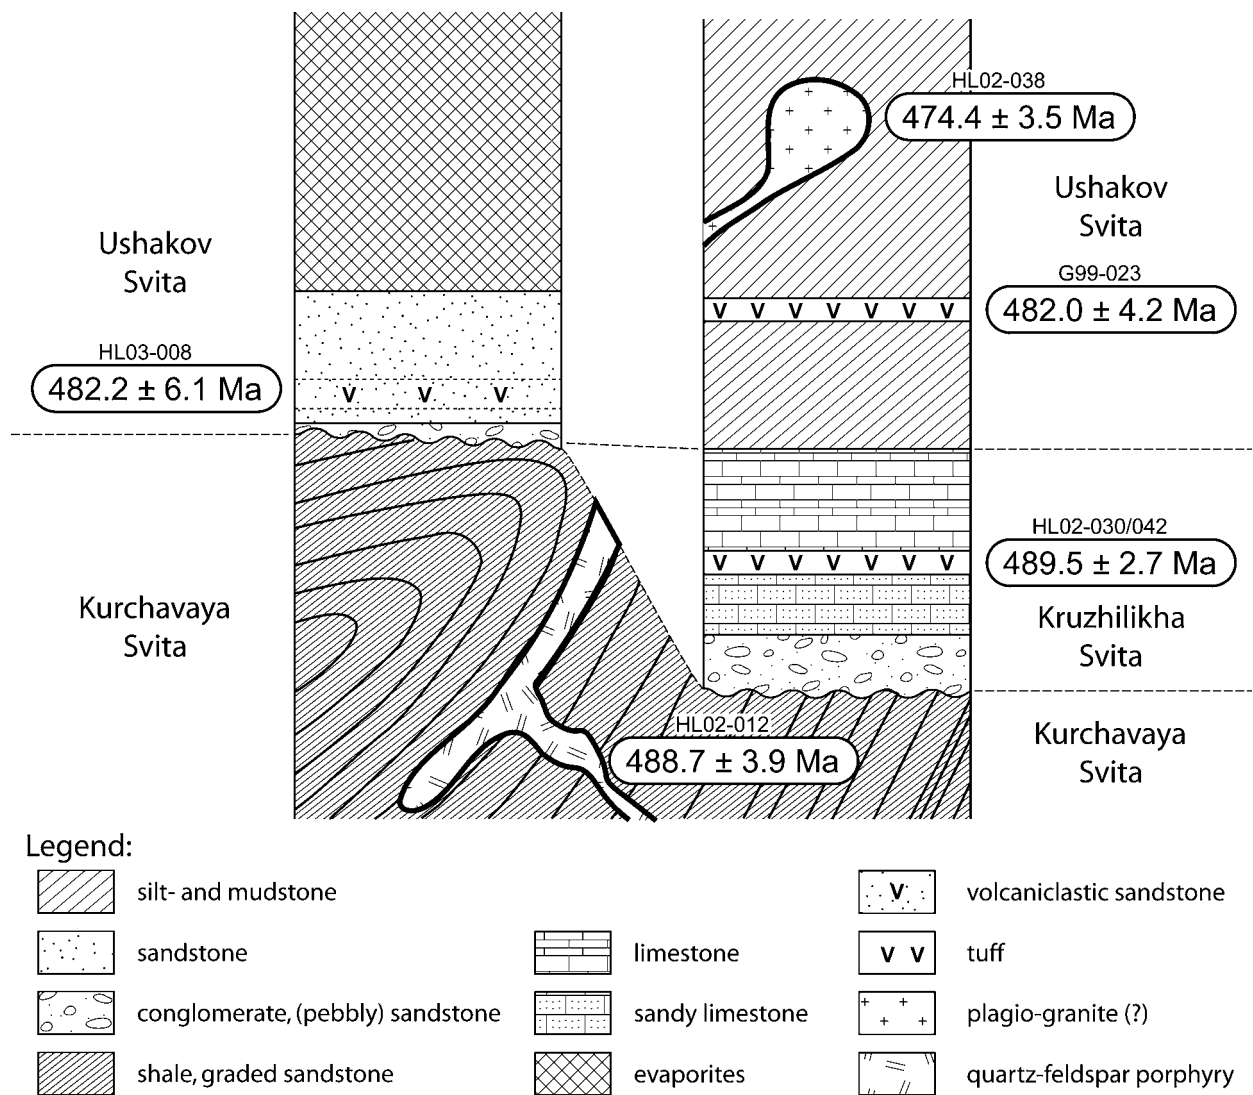 HL02-038
474.4 ± 3.5 Ma
Ushakov
Svita
Ushakov
Svita
G99-023
482.0 ± 4.2 Ma
HL03-008
482.2 ± 6.1 Ma
V V V V V V V
V V V
HL02-030/042
489.5 ± 2.7 Ma
V V V V V V V
Kurchavaya
Svita
Kruzhilikha
Svita
HL02-012
488.7 ± 3.9 Ma
Kurchavaya
Svita
Legend:
silt- and mudstone
sandstone
conglomerate, (pebbly) sandstone
shale, graded sandstone
limestone
sandy limestone
evaporites
V
volcaniclastic sandstone
V V
tuff
plagio-granite (?)
quartz-feldspar porphyry